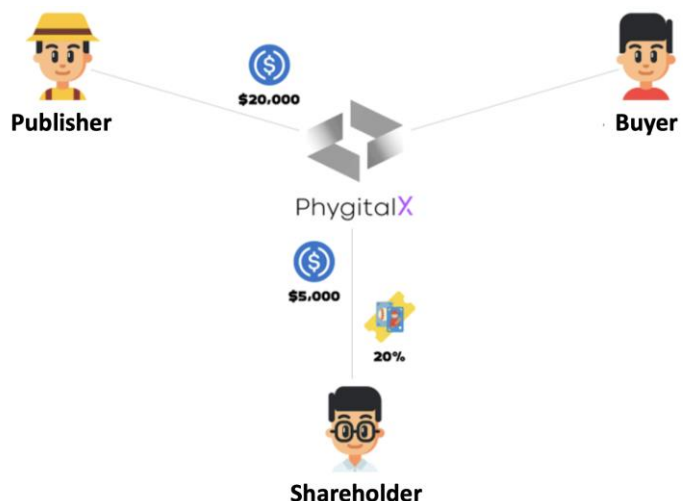 $20,000
Publisher
Buyer
PhygitalX
$5,000
20%
Shareholder